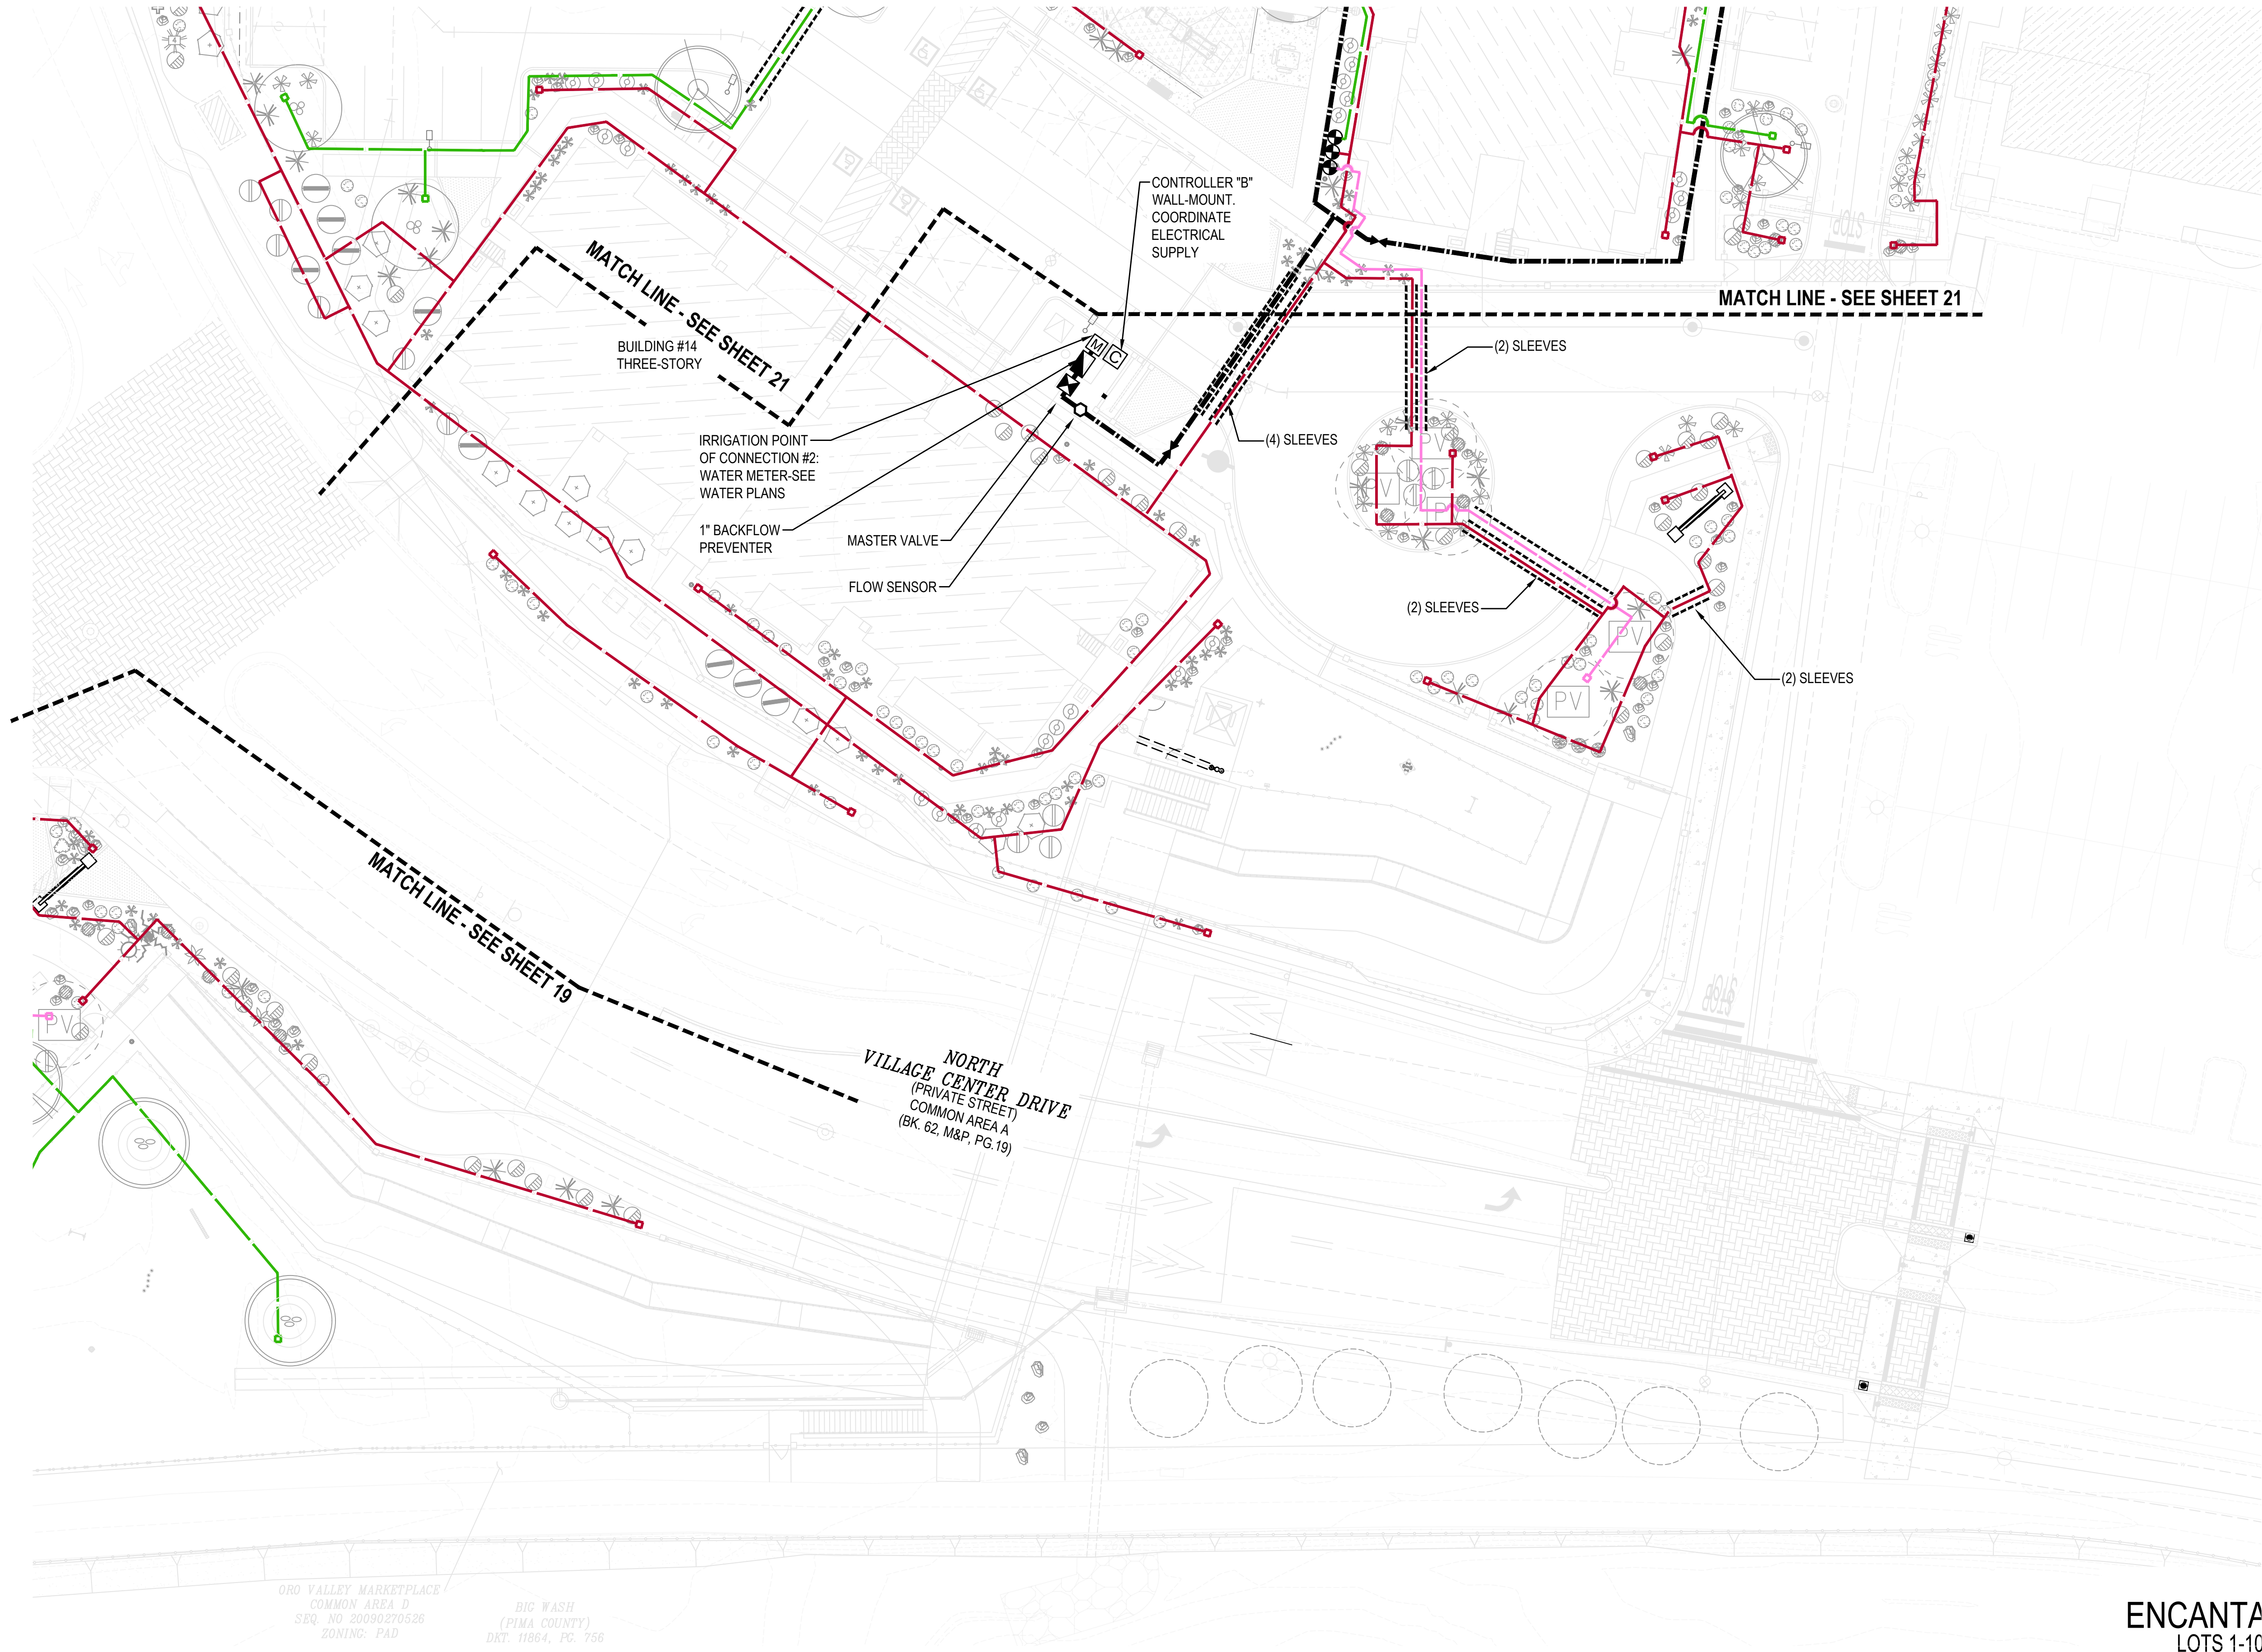 CONTROLLER "B"
WALL-MOUNT.
COORDINATE
ELECTRICAL
SUPPLY
STOP
MATCH LINE - SEE SHEET 21
MATCH LINE - SEE SHEET 21
BUILDING #14
THREE-STORY
M
C
(2) SLEEVES
IRRIGATION POINT
OF CONNECTION #2:
WATER METER-SEE
WATER PLANS
(4) SLEEVES
PV
PV
1" BACKFLOW
PREVENTER
MASTER VALVE
FLOW SENSOR
(2) SLEEVES
PV
(2) SLEEVES
PV
MATCH LINE - SEE SHEET 19
PV
STOP
NORTH
VILLAGE CENTER DRIVE
(PRIVATE STREET)
COMMON AREA A
(BK. 62, M&P, PG.19)
ORO VALLEY MARKETPLACE
COMMON AREA D
SEQ. NO 20090270526
ZONING: PAD
BIG WASH
(PIMA COUNTY)
DKT. 11864, PG. 756
ENCANTA
LOTS 1-10